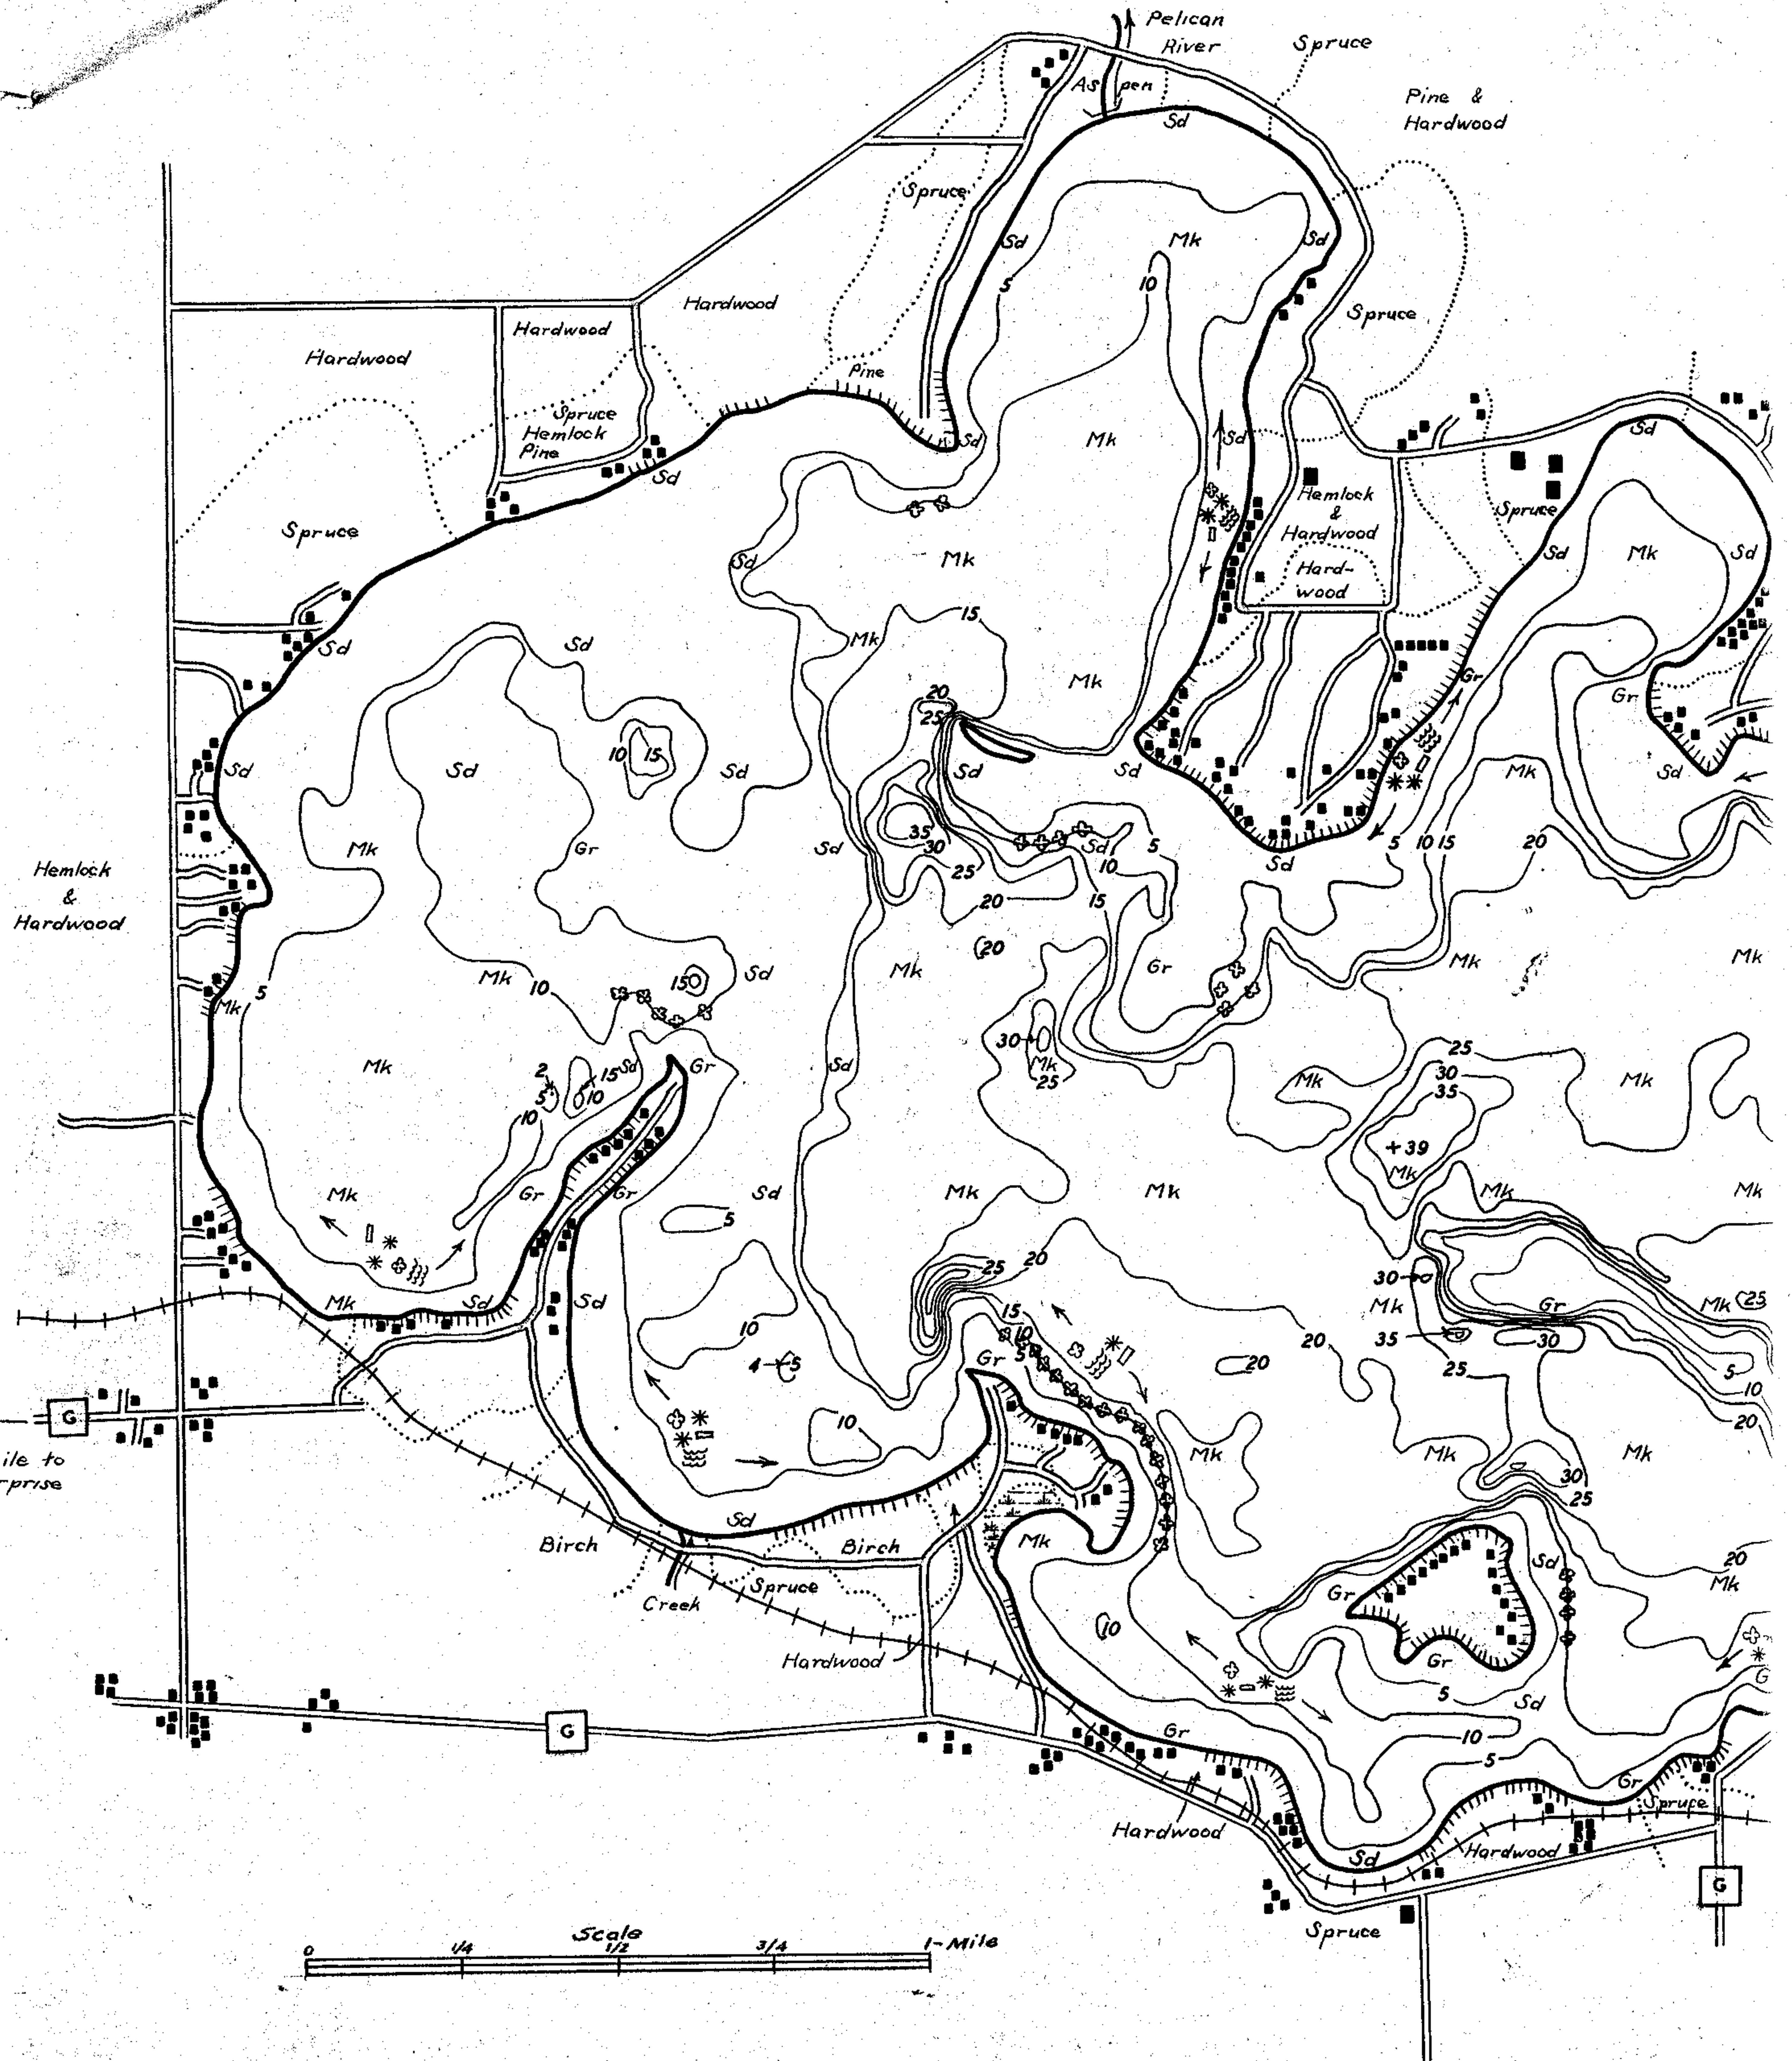 Pelican
River
Spruce
Aspen
Sd
Pine &
Hardwood
Spruce
Sd
Mk
Sd
5
10
Hardwood
Hardwood
Hardwood
Spruce
Pine
Spruce
Hemlock
Pine
Sd
Sd
Mk
Sd
Sd
Spruce
Hemlock
&
Hardwood
Spruce
Hard-
wood
Sd
Mk
Sd
Sd
Mk
15
Sd
Sd
Mk
Mk
Gr
Gr
20
25
10
15
Sd
Sd
Sd
Sd
Sd
Mk
Sd
35
30
25
20
Sd
10
5
15
Sd
5
10
15
20
Mk
Gr
Sd
Hemlock
&
Hardwood
Mk
5
Mk
10
15
Sd
Mk
20
Gr
Mk
Mk
30
Mk
25
Sd
Mk
25
30
35
Mk
+39
Mk
Mk
2
5
10
15
10
Sd
Gr
Mk
Gr
Gr
Sd
Mk
Mk
Mk
Mk
5
Mk
Sd
Sd
25
20
30
Mk
Gr
Mk
25
15
10
5
20
35
30
10
4
5
Gr
20
25
5
10
20
G
10
Mk
Mk
Mk
30
25
ile to
rprise
Sd
Birch
Birch
Mk
Spruce
Creek
Sd
Gr
20
Mk
10
Hardwood
Gr
5
Sd
G
G
Gr
10
5
Gr
Spruce
Hardwood
Sd
Hardwood
G
Spruce
Scale
0 1/4 1/2 3/4 1-Mile